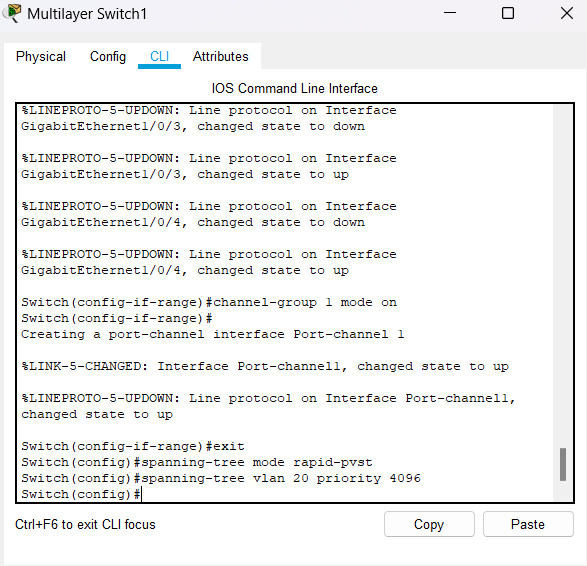 Multilayer Switch1
Physical Config CLI Attributes
IOS Command Line Interface
%LINEPROTO-5-UPDOWN: Line protocol on Interface
GigabitEthernet1/0/3, changed state to down
%LINEPROTO-5-UPDOWN: Line protocol on Interface
GigabitEthernet1/0/3, changed state to up
%LINEPROTO-5-UPDOWN: Line protocol on Interface
GigabitEthernet1/0/4, changed state to down
%LINEPROTO-5-UPDOWN: Line protocol on Interface
GigabitEthernet1/0/4, changed state to up
Switch(config-if-range)#channel-group 1 mode on
Switch(config-if-range)#
Creating a port-channel interface Port-channel 1
%LINK-5-CHANGED: Interface Port-channel1, changed state to up
%LINEPROTO-5-UPDOWN: Line protocol on Interface Port-channel1,
changed state to up
Switch(config-if-range)#exit
Switch(config)#spanning-tree mode rapid-pvst
Switch(config)#spanning-tree vlan 20 priority 4096
Switch(config)#
Ctrl+F6 to exit CLI focus
Copy Paste